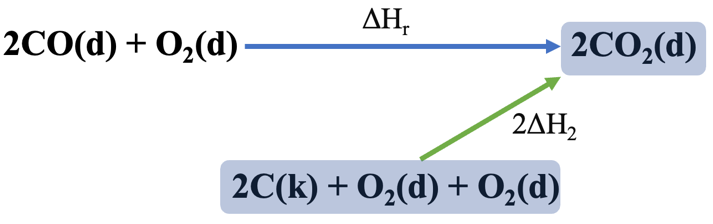 ΔHᵣ
2CO(d) + O₂(d) 2CO₂(d)
2ΔH₂
2C(k) + O₂(d) + O₂(d)